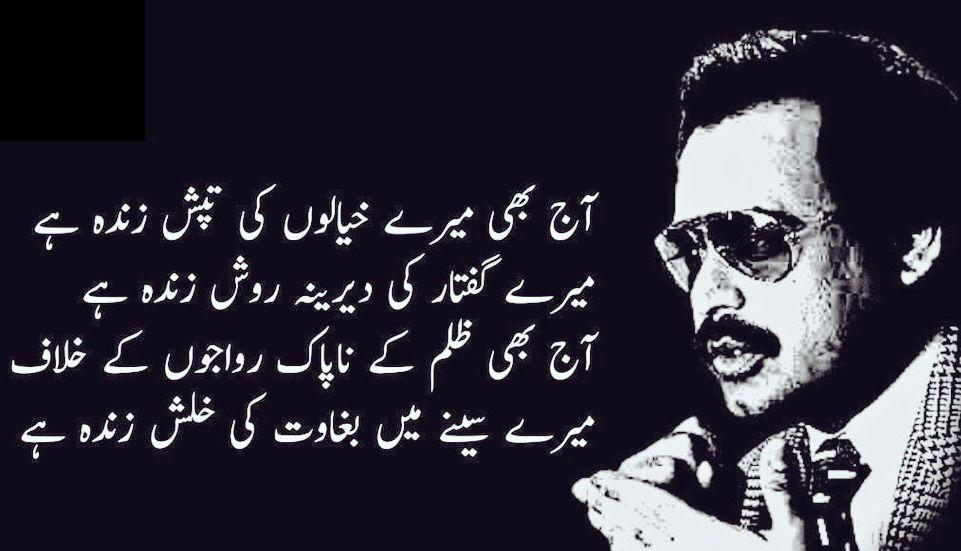 آج بھی میرے خیالوں کی تپش زندہ ہے
میرے گفتار کی دیرینہ روش زندہ ہے
آج بھی ظلم کے ناپاک رواجوں کے خلاف
میرے سینے میں بغاوت کی خلش زندہ ہے